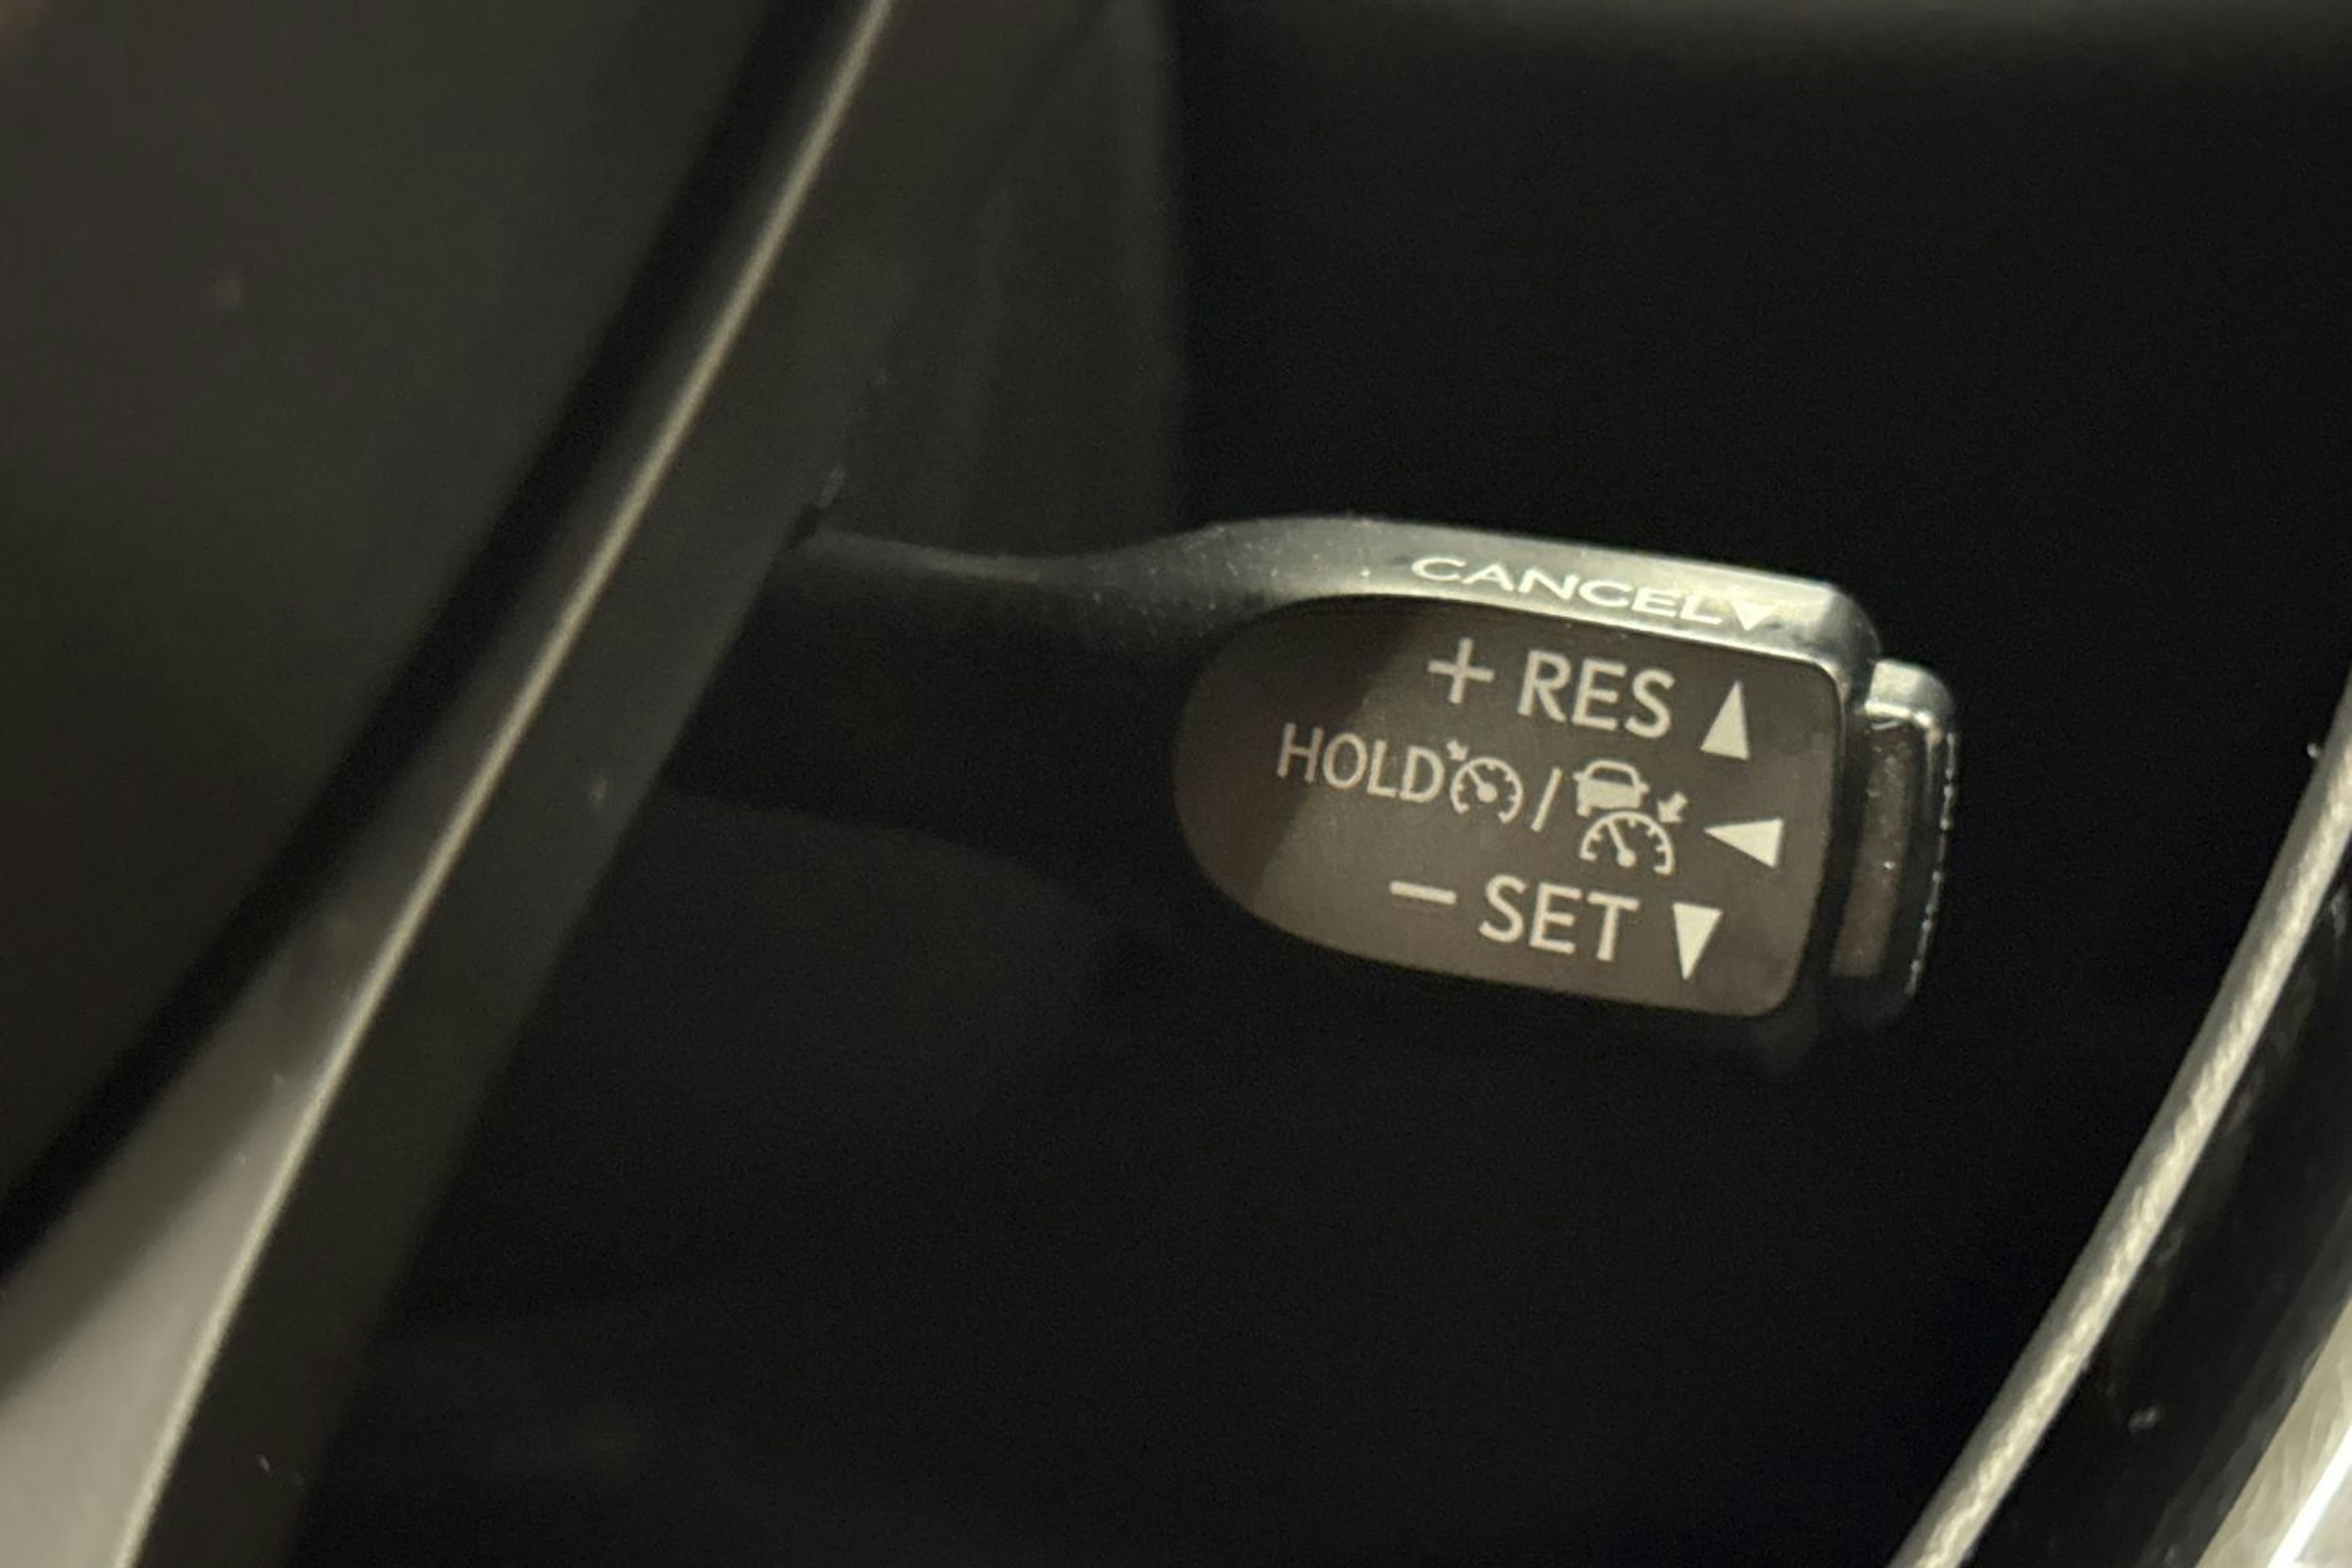 CANCEL▼
+ RES ▲
HOLD / ◀
− SET ▼